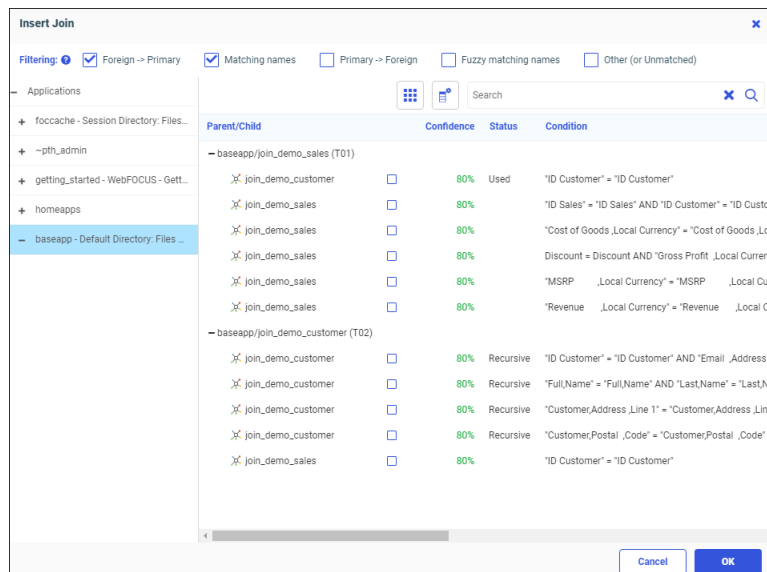 Insert Join
Filtering: Foreign -> Primary Matching names Primary -> Foreign Fuzzy matching names Other (or Unmatched)
Applications
foccache - Session Directory: Files...
~pth_admin
getting_started - WebFOCUS - Gett...
homeapps
baseapp - Default Directory: Files ...
Search
Parent/Child Confidence Status Condition
baseapp/join_demo_sales (T01)
join_demo_customer 80% Used "ID Customer" = "ID Customer"
join_demo_sales 80% "ID Sales" = "ID Sales" AND "ID Customer" = "ID Custo
join_demo_sales 80% "Cost of Goods ,Local Currency" = "Cost of Goods ,Lo
join_demo_sales 80% Discount = Discount AND "Gross Profit ,Local Curren
join_demo_sales 80% "MSRP ,Local Currency" = "MSRP ,Local Cu
join_demo_sales 80% "Revenue ,Local Currency" = "Revenue ,Local C
baseapp/join_demo_customer (T02)
join_demo_customer 80% Recursive "ID Customer" = "ID Customer" AND "Email ,Address
join_demo_customer 80% Recursive "Full,Name" = "Full,Name" AND "Last,Name" = "Last,N
join_demo_customer 80% Recursive "Customer,Address ,Line 1" = "Customer,Address ,Lin
join_demo_customer 80% Recursive "Customer,Postal ,Code" = "Customer,Postal ,Code"
join_demo_sales 80% "ID Customer" = "ID Customer"
Cancel OK